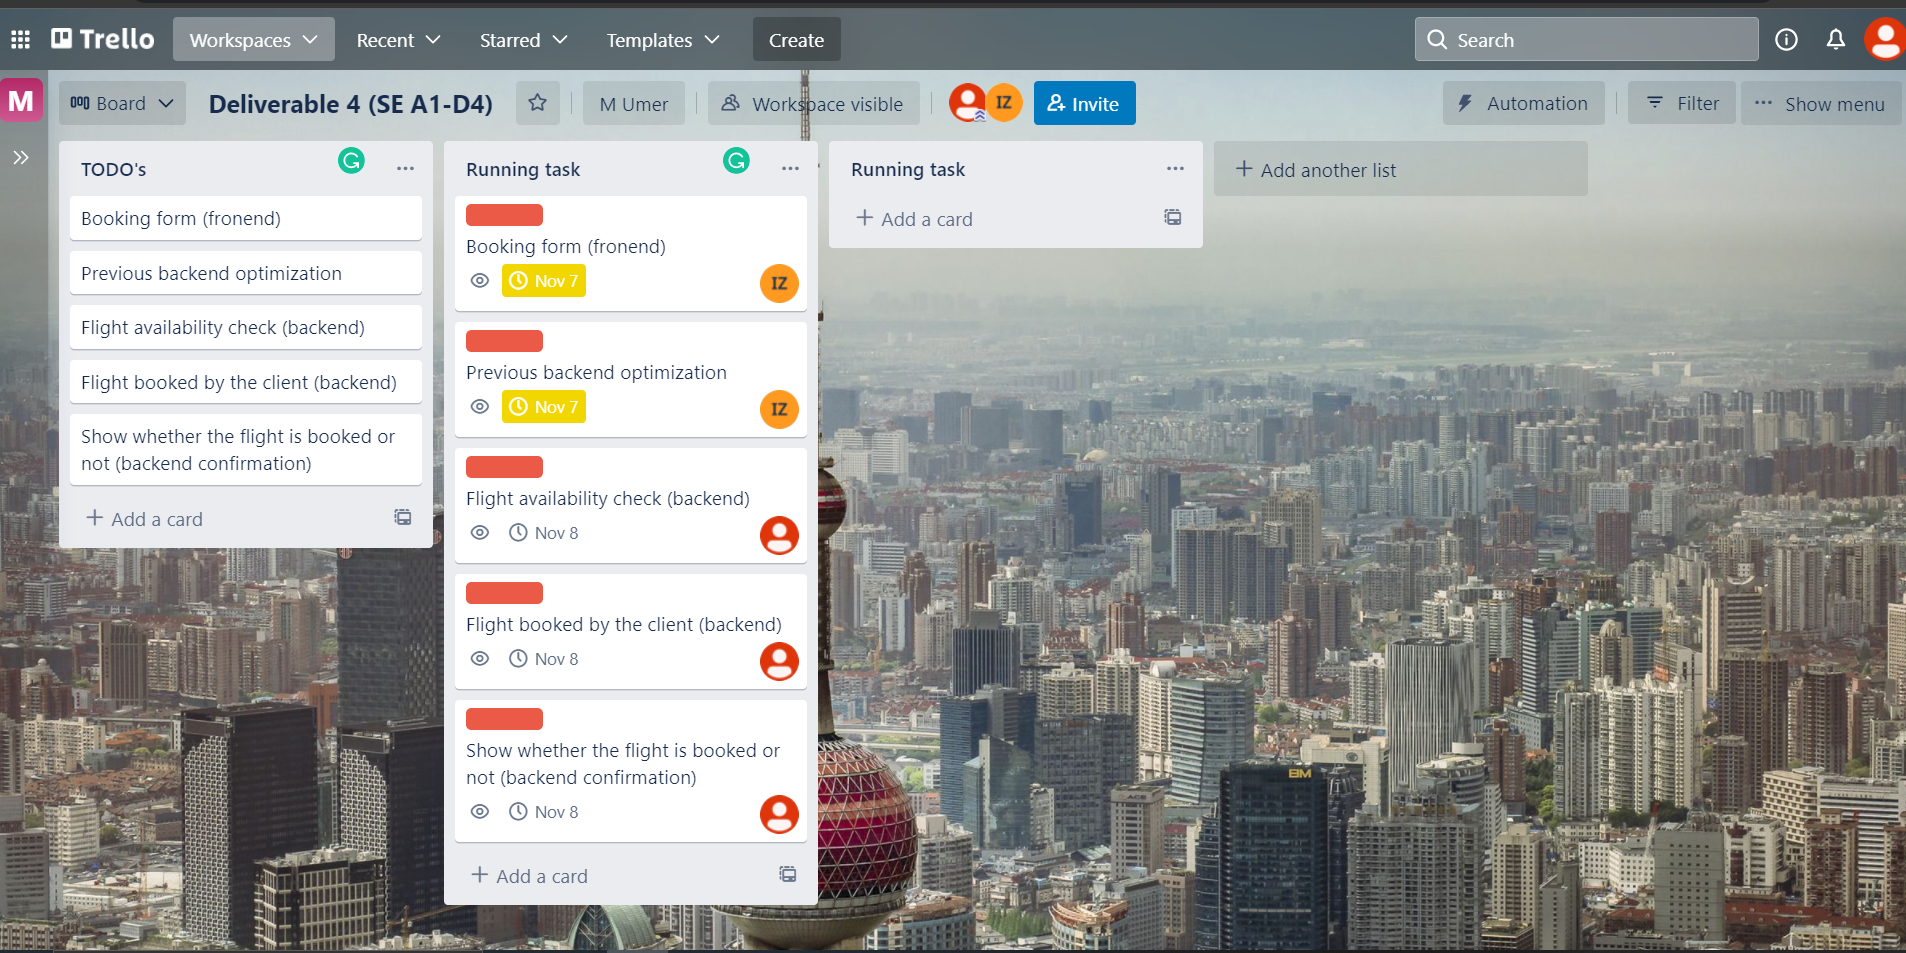 Trello Workspaces Recent Starred Templates Create Search
M Board Deliverable 4 (SE A1-D4) M Umer Workspace visible IZ Invite Automation Filter Show menu
TODO's
Booking form (fronend)
Previous backend optimization
Flight availability check (backend)
Flight booked by the client (backend)
Show whether the flight is booked or
not (backend confirmation)
Add a card
Running task
Booking form (fronend)
Nov 7
IZ
Previous backend optimization
Nov 7
IZ
Flight availability check (backend)
Nov 8
Flight booked by the client (backend)
Nov 8
Show whether the flight is booked or
not (backend confirmation)
Nov 8
Add a card
Running task
Add a card
Add another list